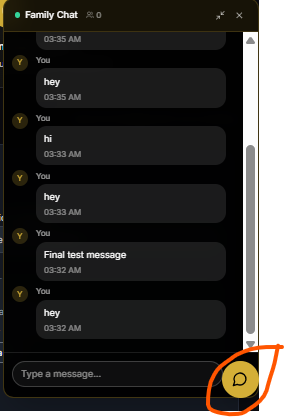 Family Chat 0
03:35 AM
You
Y
hey
03:35 AM
You
Y
hi
03:33 AM
You
Y
hey
03:33 AM
You
Y
Final test message
03:32 AM
You
Y
hey
03:32 AM
Type a message...